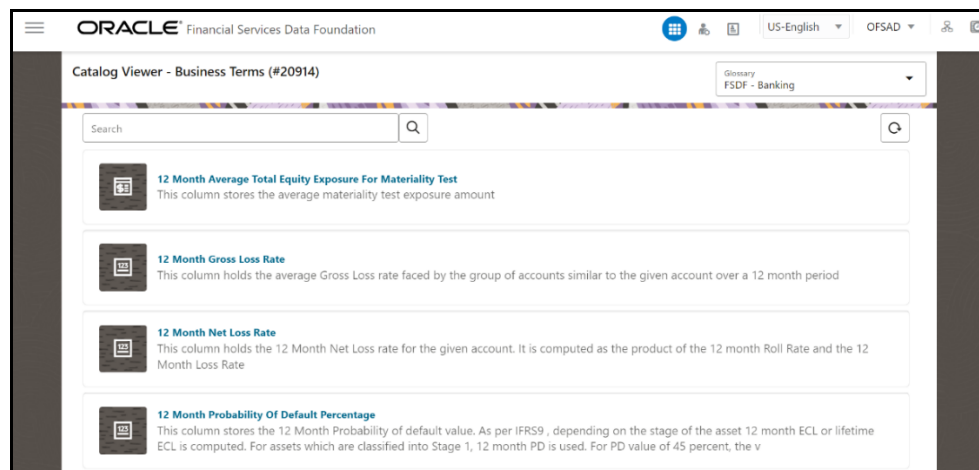 ORACLE® Financial Services Data Foundation
US-English
OFSAD
Catalog Viewer - Business Terms (#20914)
Glossary
FSDF - Banking
Search
12 Month Average Total Equity Exposure For Materiality Test
This column stores the average materiality test exposure amount
123
12 Month Gross Loss Rate
This column holds the average Gross Loss rate faced by the group of accounts similar to the given account over a 12 month period
123
12 Month Net Loss Rate
This column holds the 12 Month Net Loss rate for the given account. It is computed as the product of the 12 month Roll Rate and the 12
Month Loss Rate
123
12 Month Probability Of Default Percentage
This column stores the 12 Month Probability of default value. As per IFRS9 , depending on the stage of the asset 12 month ECL or lifetime
ECL is computed. For assets which are classified into Stage 1, 12 month PD is used. For PD value of 45 percent, the v